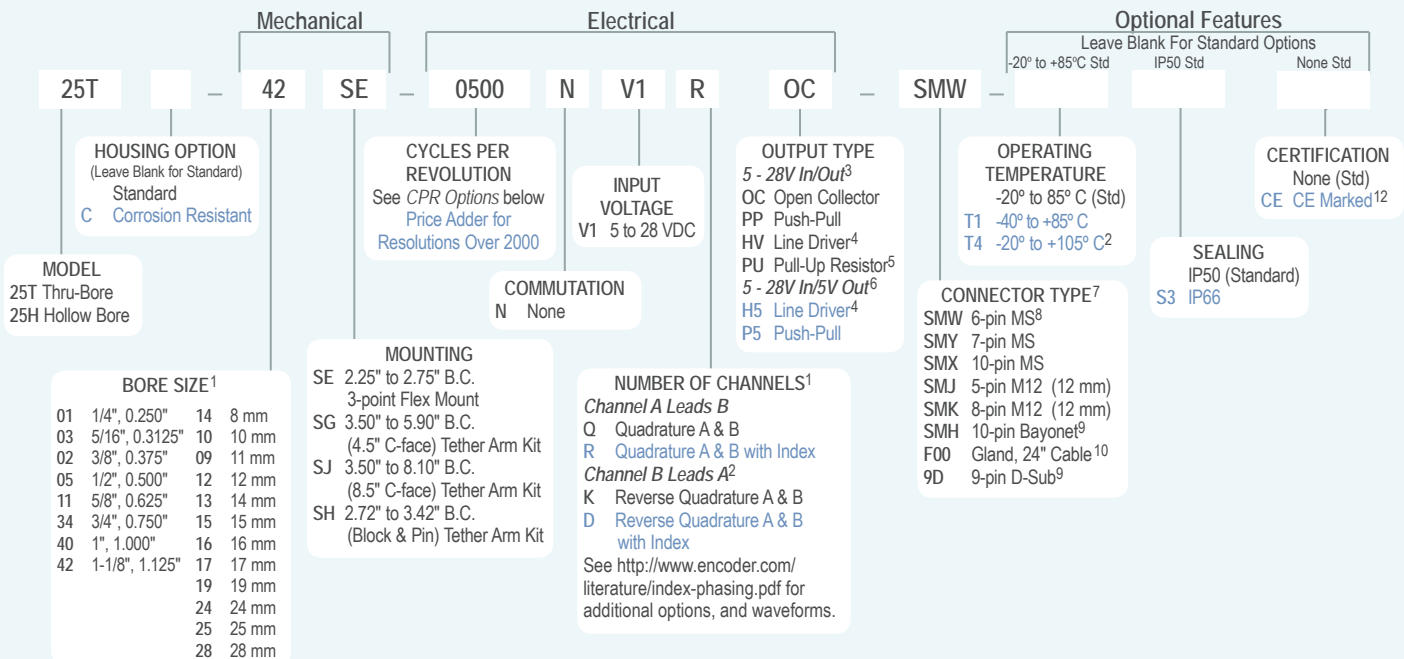 Mechanical
Electrical
Optional Features
Leave Blank For Standard Options
-20º to +85ºC Std IP50 Std None Std
25T – 42 SE – 0500 N V1 R OC – SMW –
HOUSING OPTION
(Leave Blank for Standard)
Standard
C Corrosion Resistant
CYCLES PER
REVOLUTION
See CPR Options below
Price Adder for
Resolutions Over 2000
INPUT
VOLTAGE
V1 5 to 28 VDC
OUTPUT TYPE
5 - 28V In/Out3
OC Open Collector
PP Push-Pull
HV Line Driver4
PU Pull-Up Resistor5
5 - 28V In/5V Out6
H5 Line Driver4
P5 Push-Pull
OPERATING
TEMPERATURE
-20º to 85º C (Std)
T1 -40º to +85º C
T4 -20º to +105º C2
CERTIFICATION
None (Std)
CE CE Marked12
SEALING
IP50 (Standard)
S3 IP66
MODEL
25T Thru-Bore
25H Hollow Bore
COMMUTATION
N None
CONNECTOR TYPE7
SMW 6-pin MS8
SMY 7-pin MS
SMX 10-pin MS
SMJ 5-pin M12 (12 mm)
SMK 8-pin M12 (12 mm)
SMH 10-pin Bayonet9
F00 Gland, 24" Cable10
9D 9-pin D-Sub9
MOUNTING
SE 2.25" to 2.75" B.C.
3-point Flex Mount
SG 3.50" to 5.90" B.C.
(4.5" C-face) Tether Arm Kit
SJ 3.50" to 8.10" B.C.
(8.5" C-face) Tether Arm Kit
SH 2.72" to 3.42" B.C.
(Block & Pin) Tether Arm Kit
BORE SIZE1
01 1/4", 0.250" 14 8 mm
03 5/16", 0.3125" 10 10 mm
02 3/8", 0.375" 09 11 mm
05 1/2", 0.500" 12 12 mm
11 5/8", 0.625" 13 14 mm
34 3/4", 0.750" 15 15 mm
40 1", 1.000" 16 16 mm
42 1-1/8", 1.125" 17 17 mm
19 19 mm
24 24 mm
25 25 mm
28 28 mm
NUMBER OF CHANNELS1
Channel A Leads B
Q Quadrature A & B
R Quadrature A & B with Index
Channel B Leads A2
K Reverse Quadrature A & B
D Reverse Quadrature A & B
with Index
See http://www.encoder.com/
literature/index-phasing.pdf for
additional options, and waveforms.